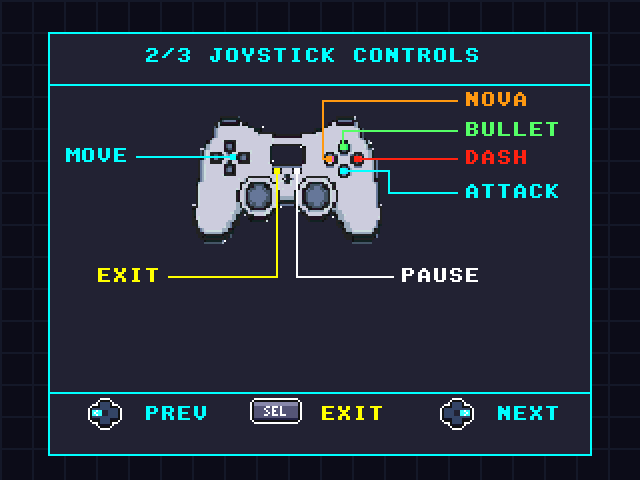 2/3 JOYSTICK CONTROLS
NOVA
BULLET
MOVE
DASH
ATTACK
EXIT
PAUSE
PREV
SEL
EXIT
NEXT